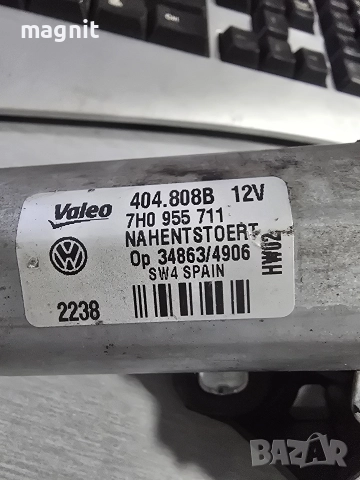 magnit
Valeo
404.808B 12V
7H0 955 711
NAHENTSTOERT
Op 34863/4906
SW4 SPAIN
HW02
2238
BAZAR